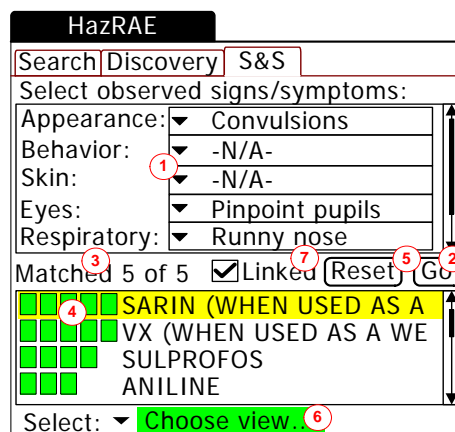 HazRAE
Search Discovery S&S
Select observed signs/symptoms:
Appearance: Convulsions
Behavior: -N/A-
1
Skin: -N/A-
Eyes: Pinpoint pupils
Respiratory: Runny nose
3 7 5 2
Matched 5 of 5 Linked Reset Go
4 SARIN (WHEN USED AS A
VX (WHEN USED AS A WE
SULPROFOS
ANILINE
Select: Choose view... 6